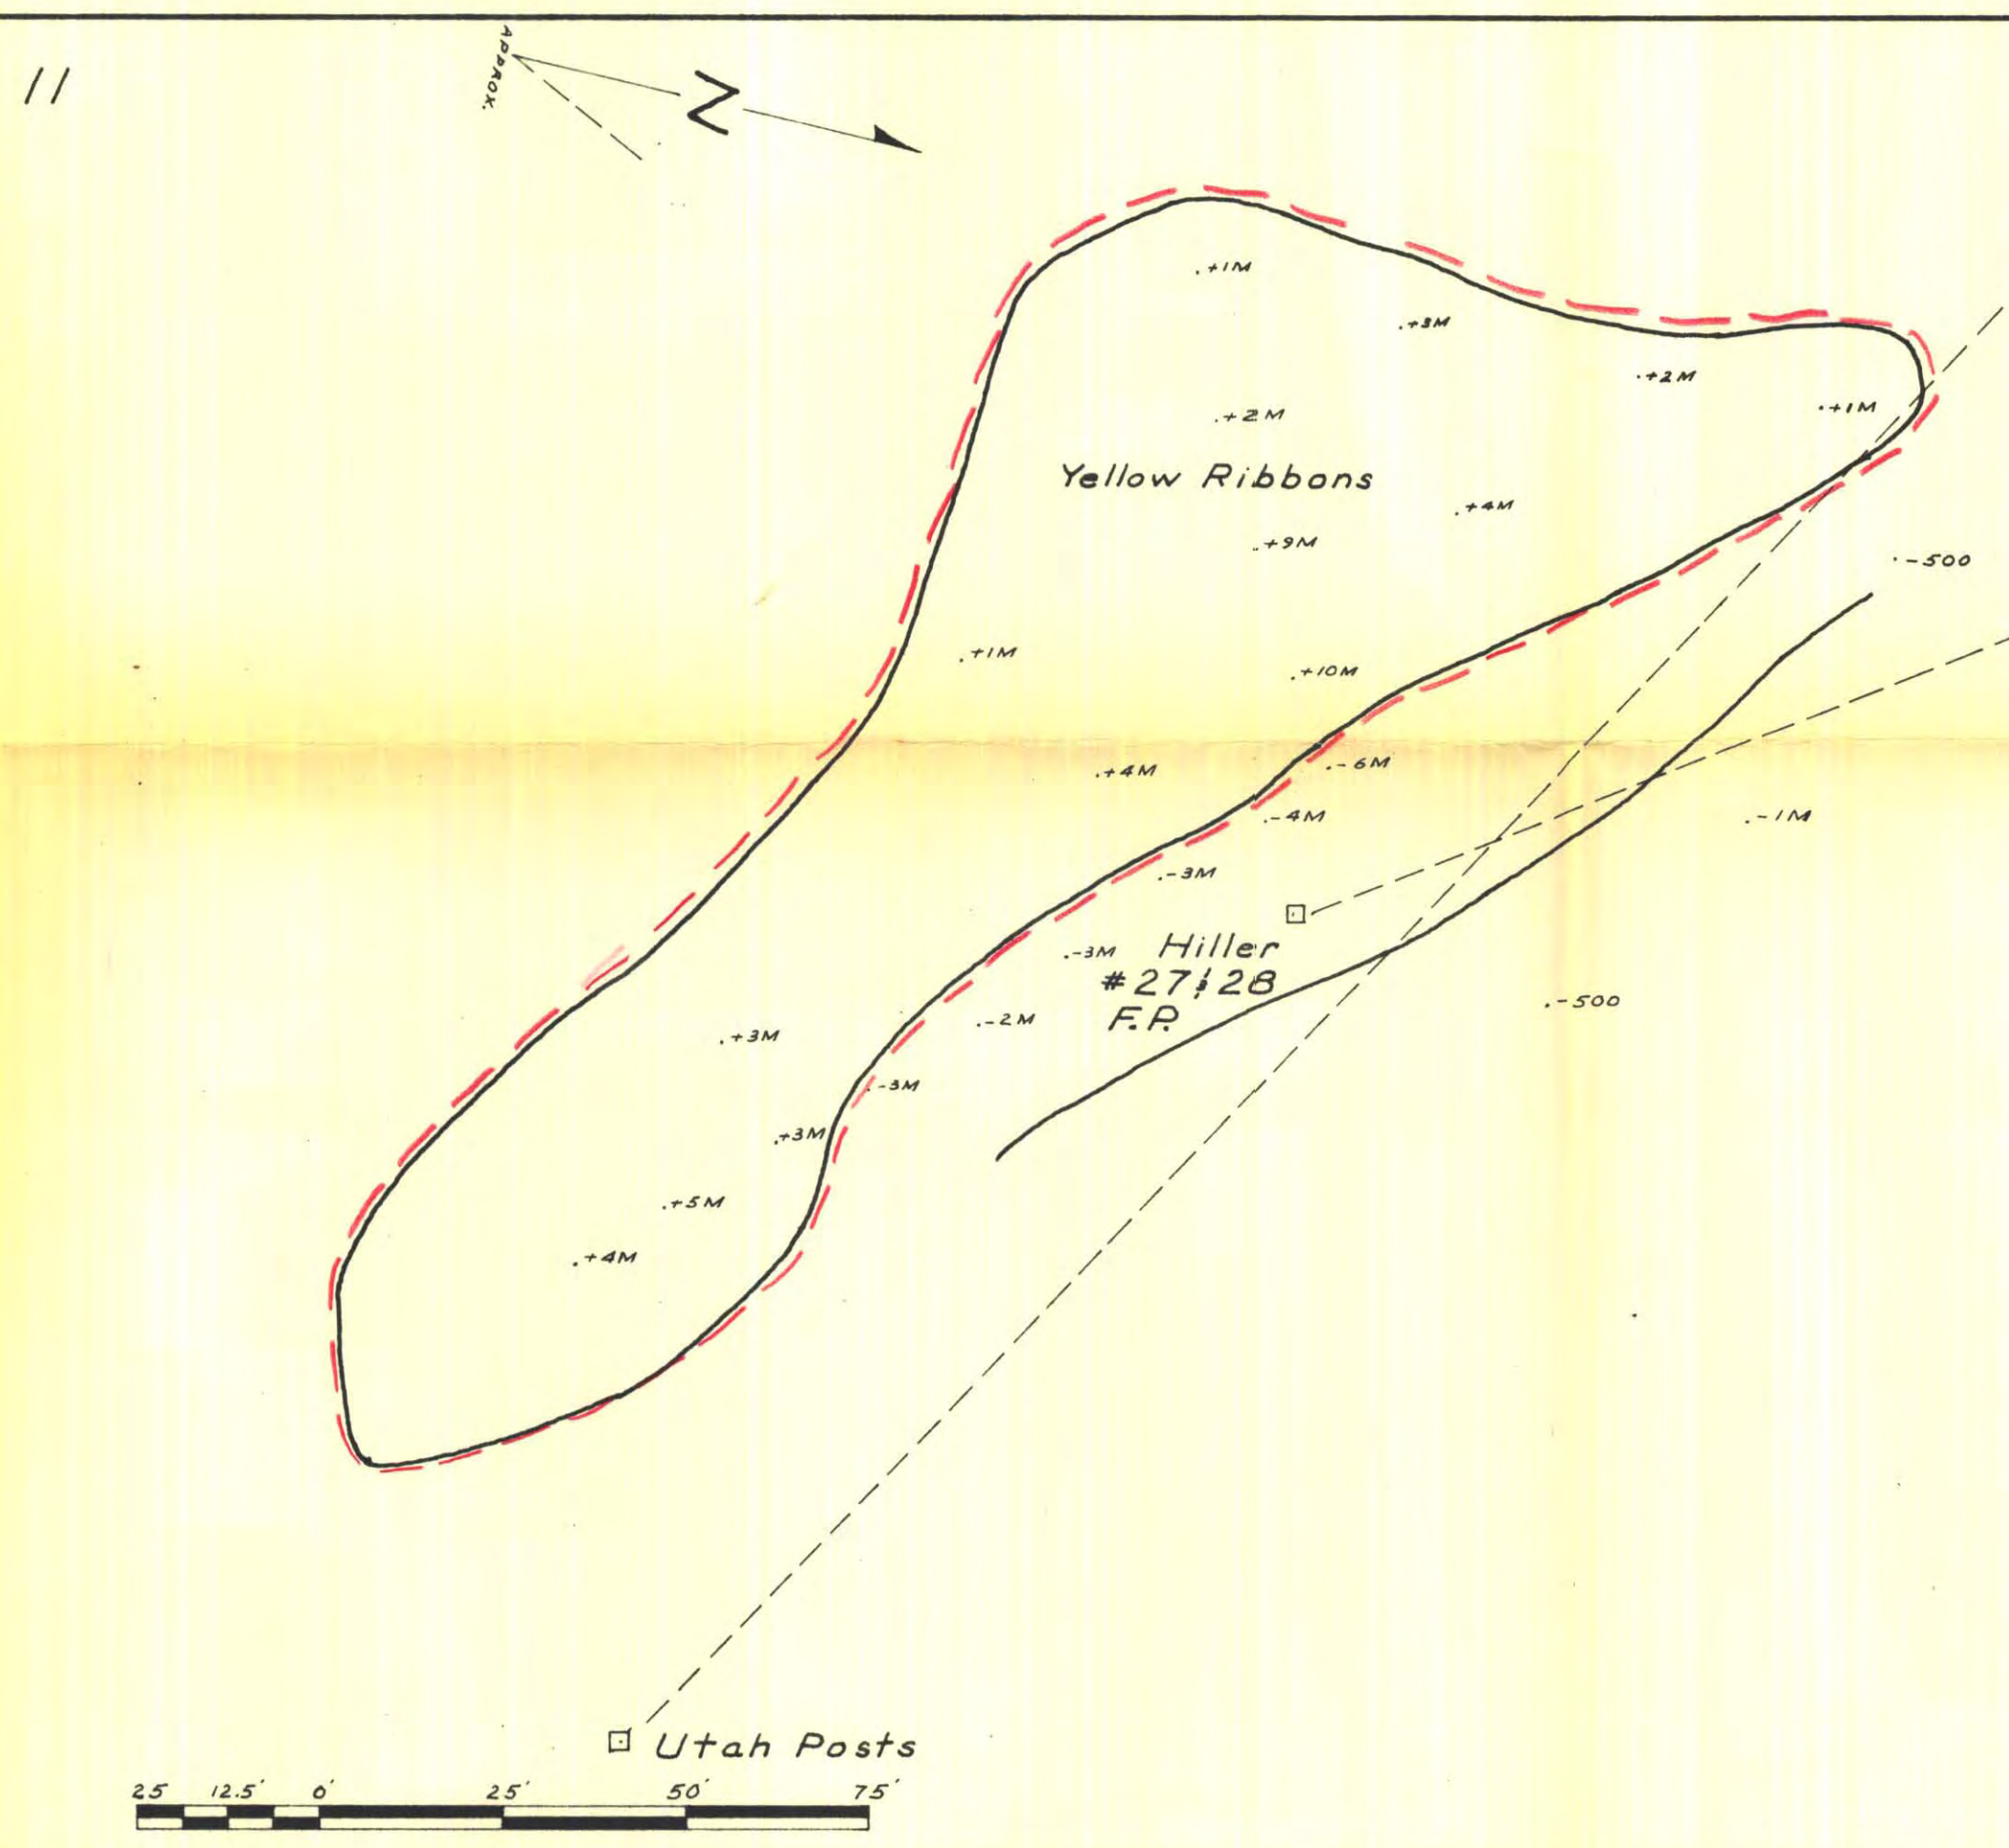 APPROX.
11
N
.+1M
.+3M
.+2M
.+1M
.+2M
Yellow Ribbons
.+4M
.+9M
.-500
.+1M
.+10M
.-6M
.+4M
.-4M
.-1M
.-3M
.-3M
Hiller
#27 & 28
F.P.
.-500
.-2M
.+3M
.-3M
.+3M
.+5M
.+4M
Utah Posts
25 12.5' 0' 25' 50' 75'